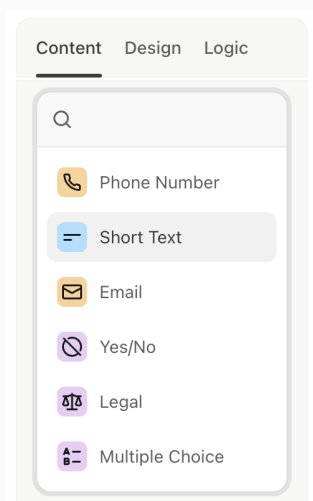 Content Design Logic
Phone Number
Short Text
Email
Yes/No
Legal
A
B
Multiple Choice